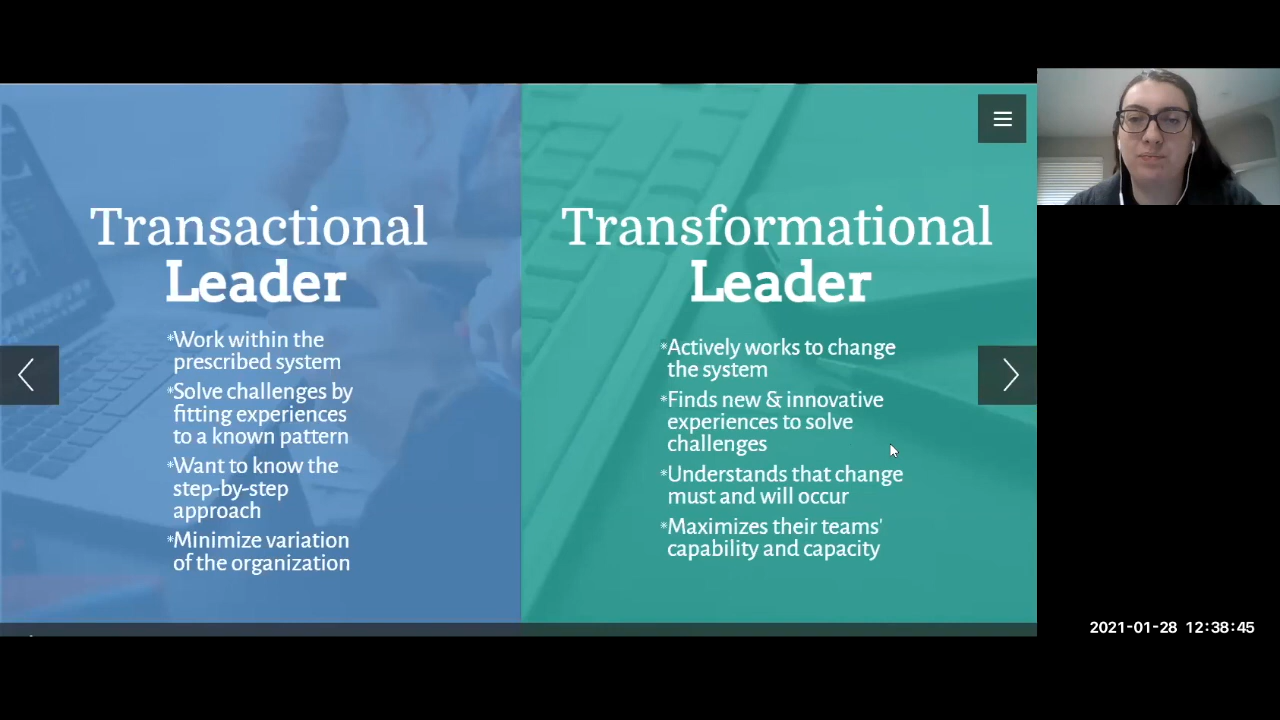 Transactional
Leader
*Work within the
prescribed system
*Solve challenges by
fitting experiences
to a known pattern
*Want to know the
step-by-step
approach
*Minimize variation
of the organization
Transformational
Leader
*Actively works to change
the system
*Finds new & innovative
experiences to solve
challenges
*Understands that change
must and will occur
*Maximizes their teams'
capability and capacity
2021-01-28 12:38:45